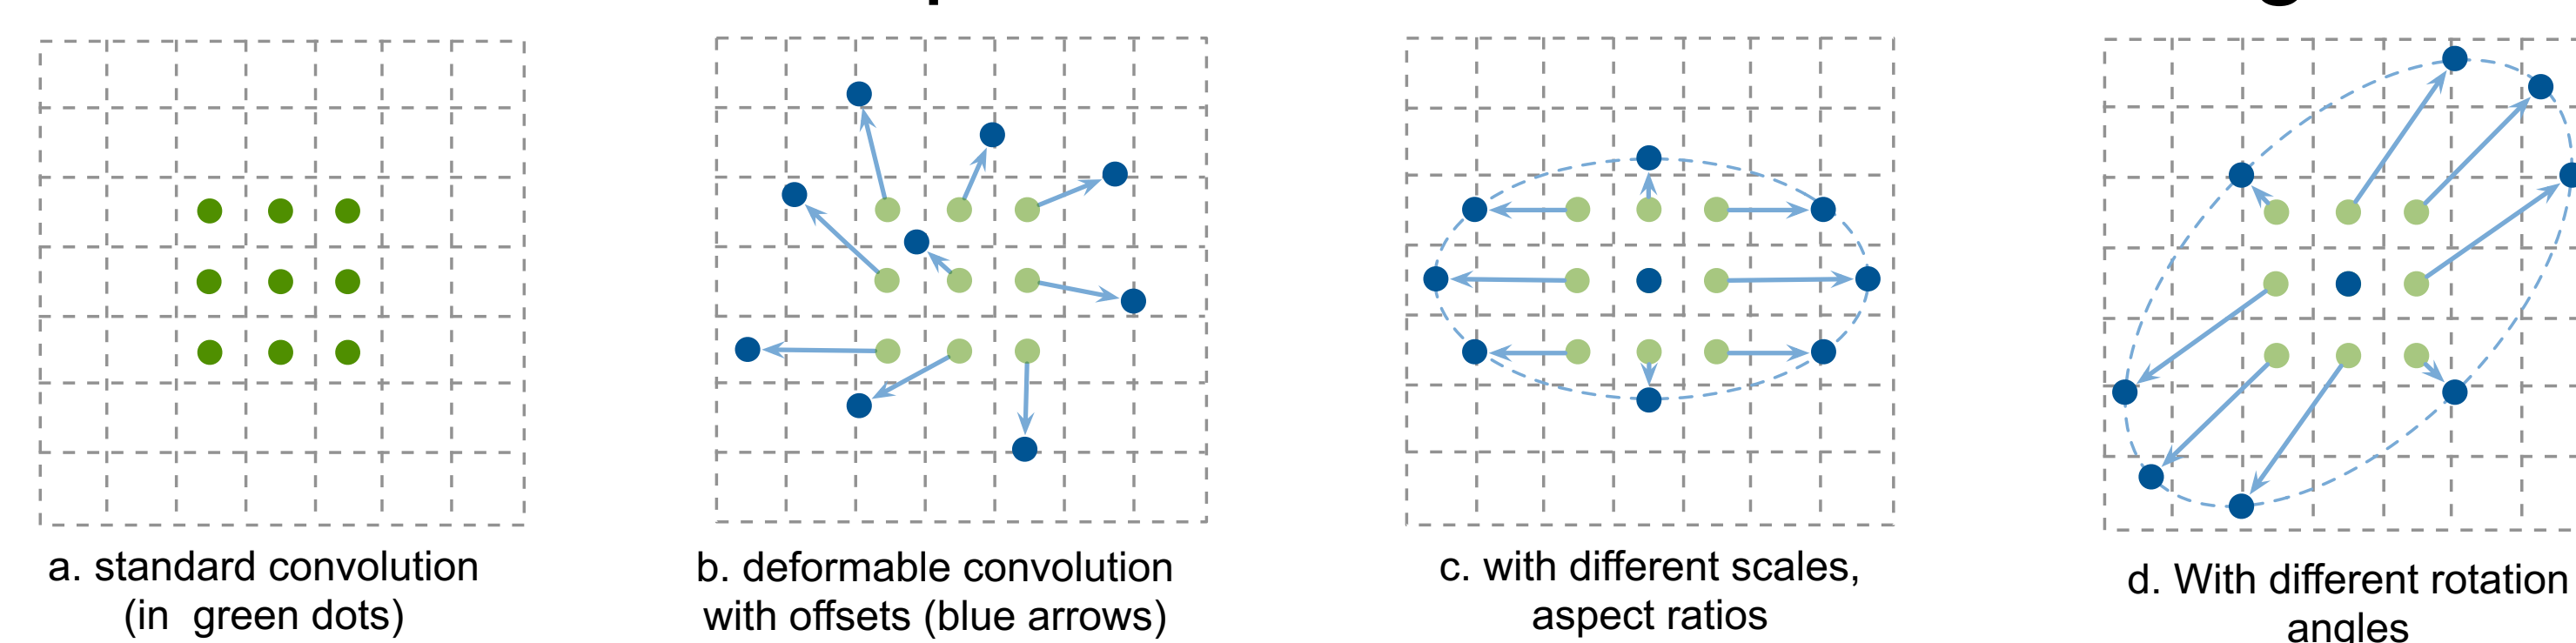 a. standard convolution
(in green dots)
b. deformable convolution
with offsets (blue arrows)
c. with different scales,
aspect ratios
d. With different rotation
angles